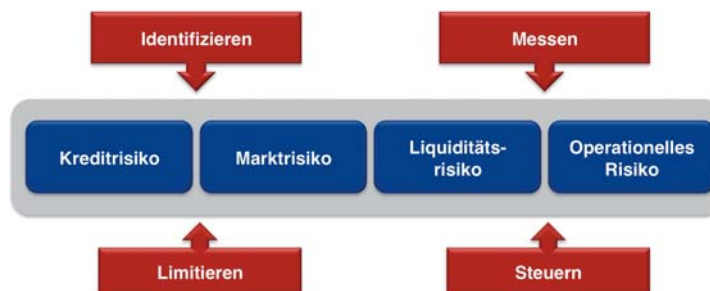 Identifizieren
Messen
Kreditrisiko
Marktrisiko
Liquiditäts-
risiko
Operationelles
Risiko
Limitieren
Steuern